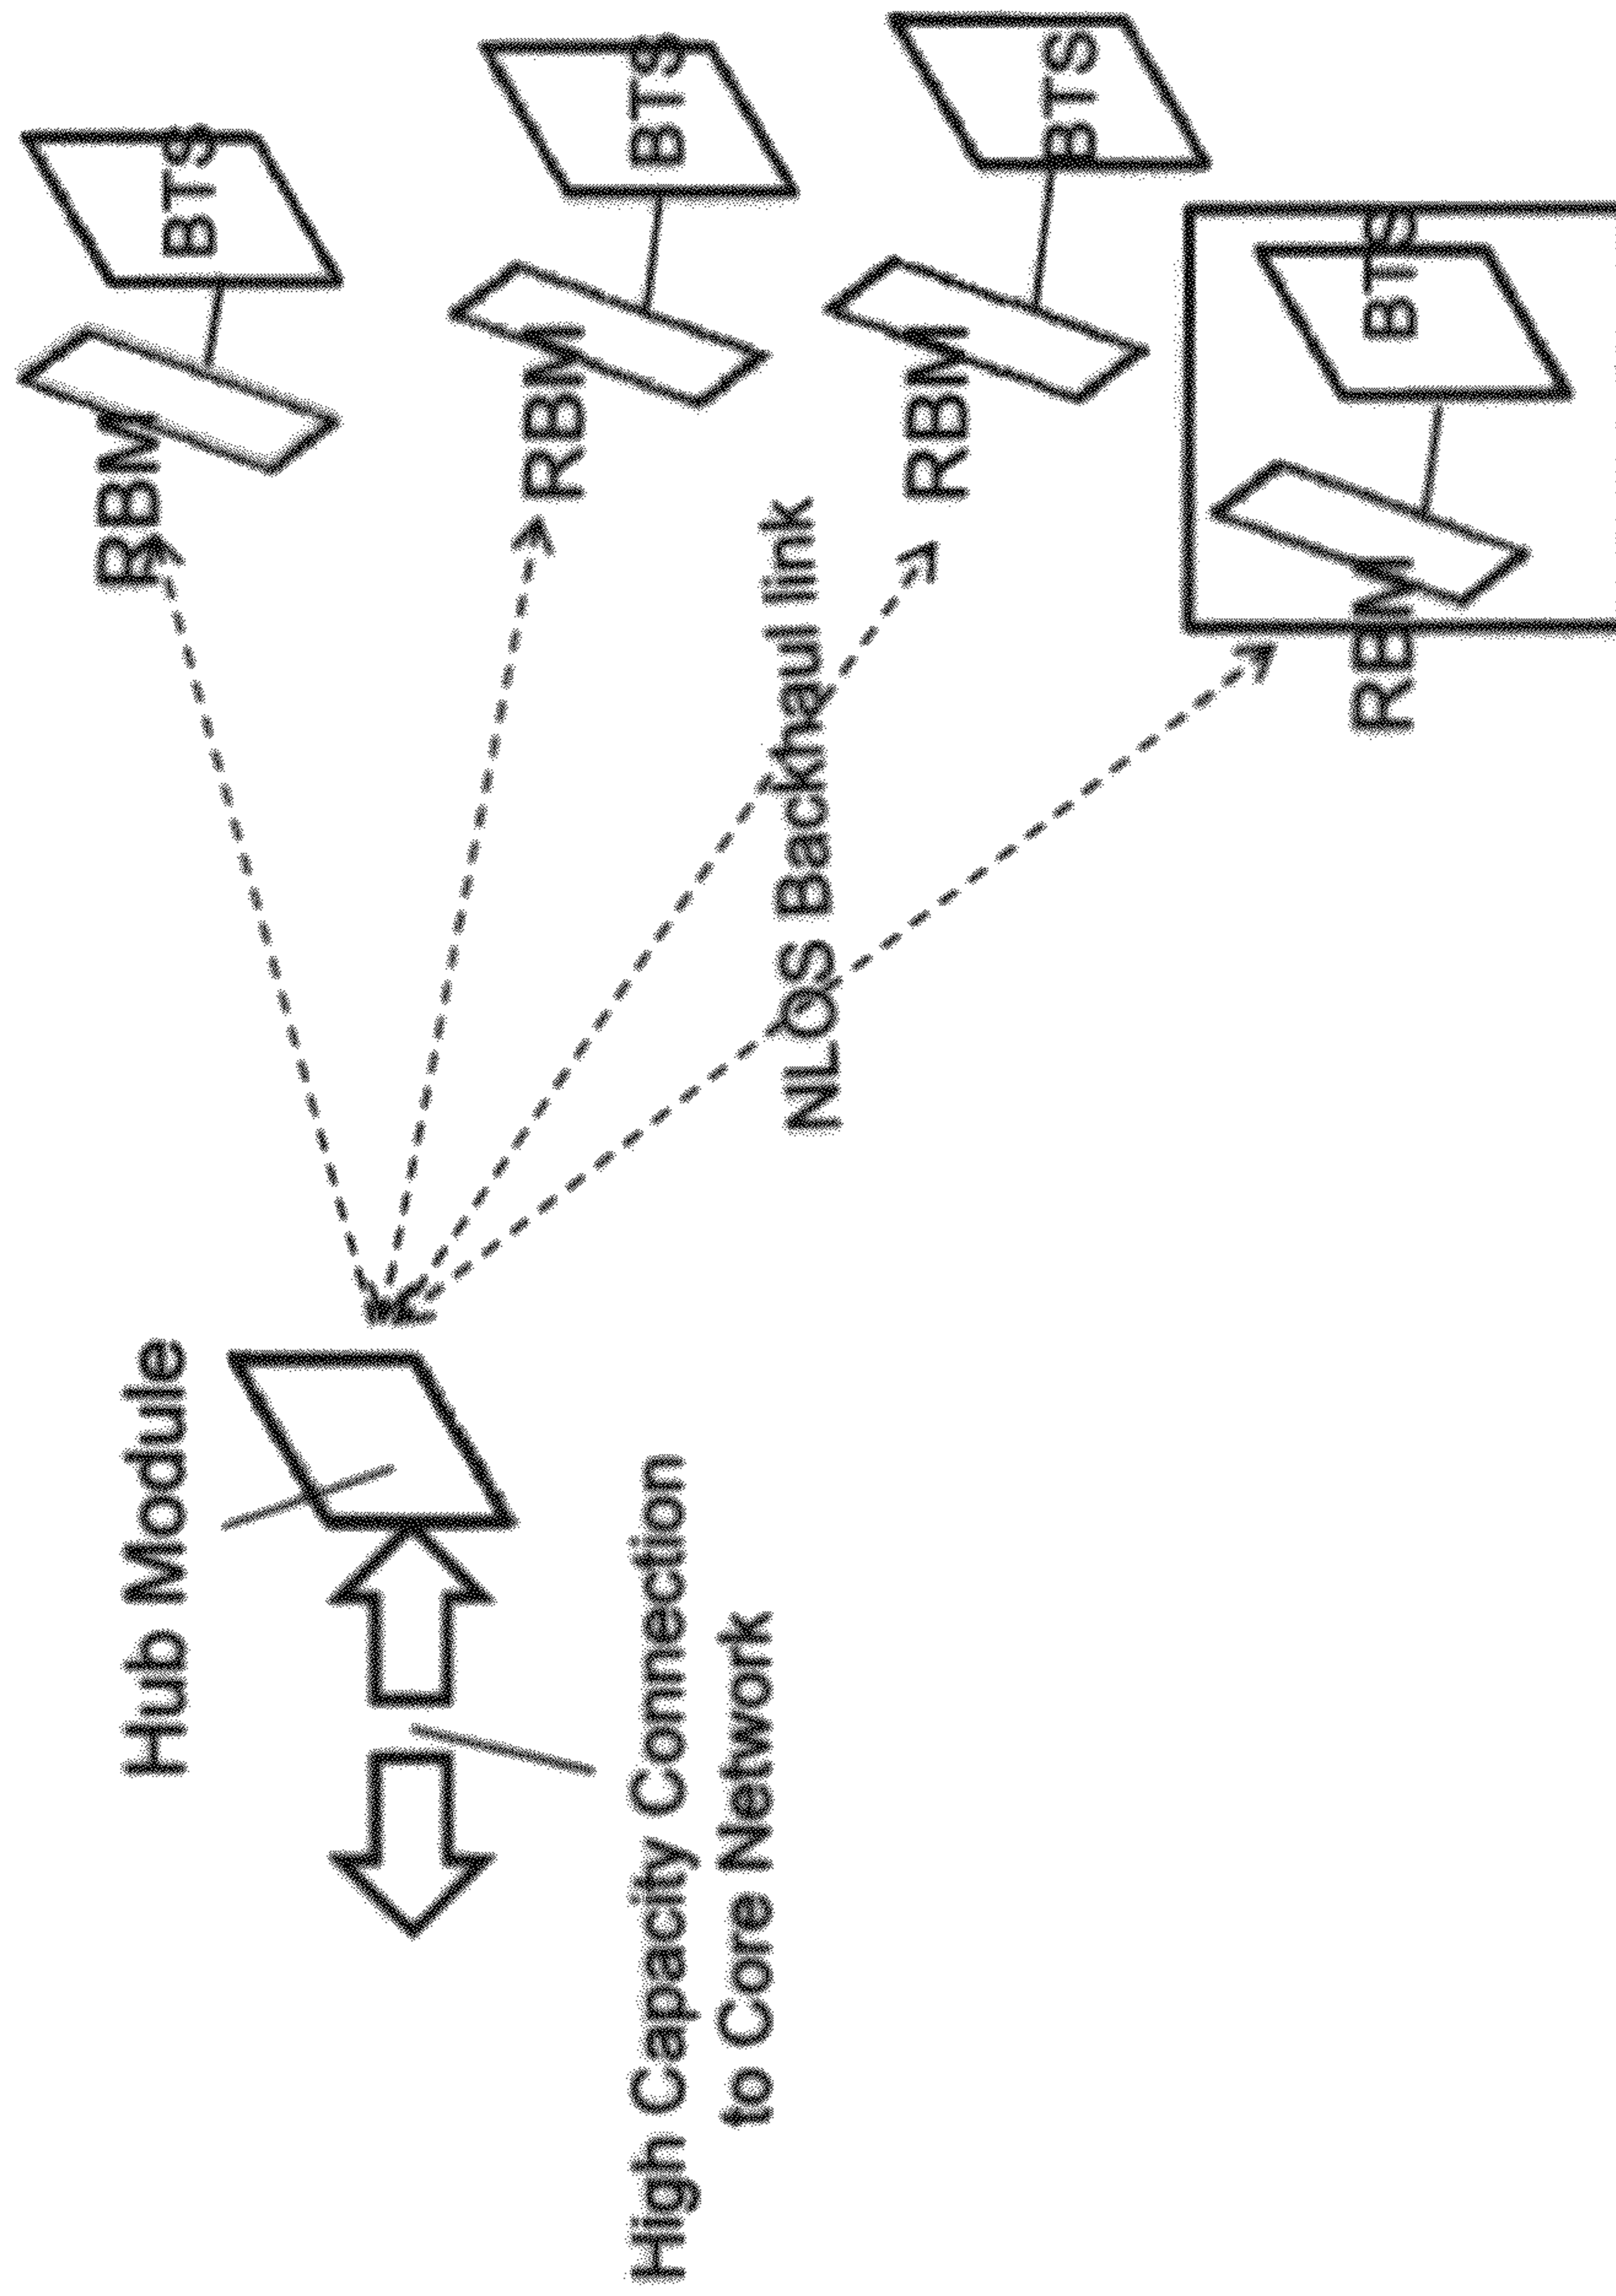 Hub Module
High Capacity Connection
to Core Network
NLOS Backhaul link
RBM
BTS
RBM
BTS
RBM
BTS
RBM
BTS